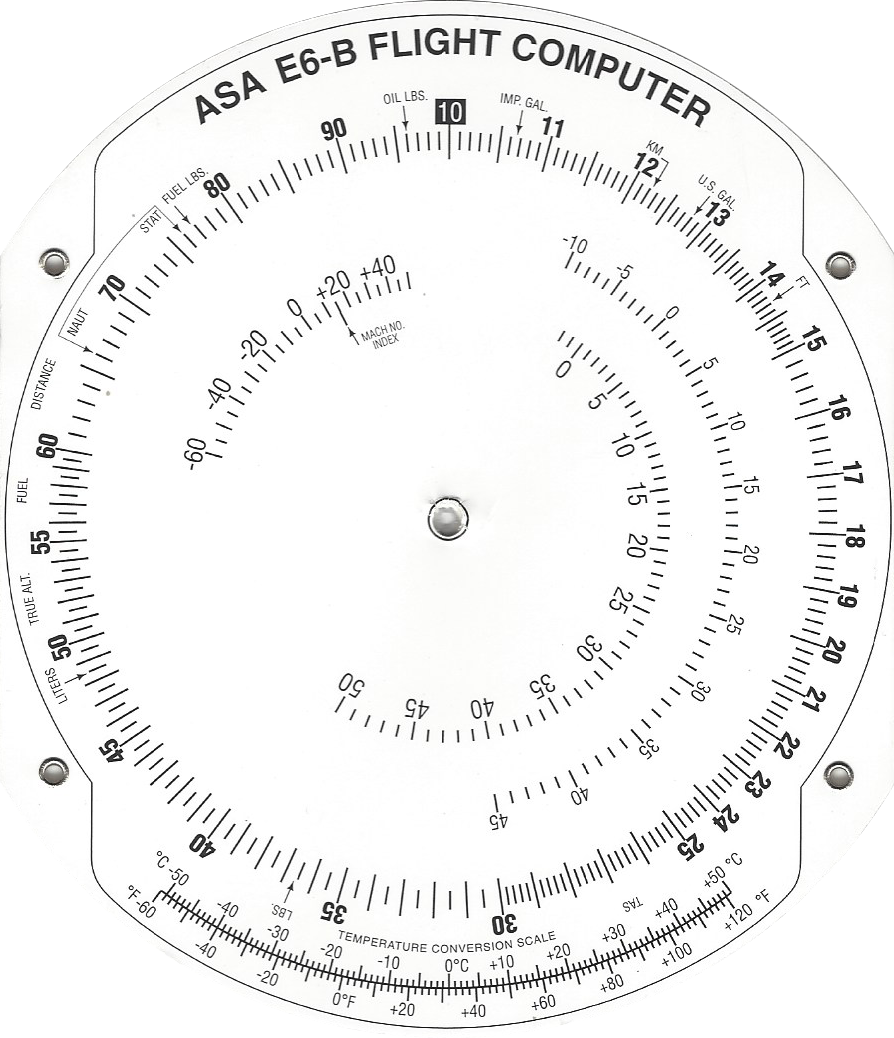 ASA E6-B FLIGHT COMPUTER
OIL LBS.
10
IMP. GAL.
11
KM
12
U.S. GAL.
13
14
FT
15
16
17
18
19
20
21
22
23
24
25
30
35
LBS.
40
45
LITERS
50
TRUE ALT.
55
FUEL
60
DISTANCE
NAUT
70
STAT
FUEL LBS.
80
90
-60
-40
-20
0
+20
+40
MACH NO.
INDEX
-10
-5
0
5
10
15
20
25
30
35
40
45
0
5
10
15
20
25
30
35
40
45
50
TEMPERATURE CONVERSION SCALE
TAS
°C -50 -40 -30 -20 -10 0°C +10 +20 +30 +40 +50 °C
°F-60 -40 -20 0°F +20 +40 +60 +80 +100 +120 °F